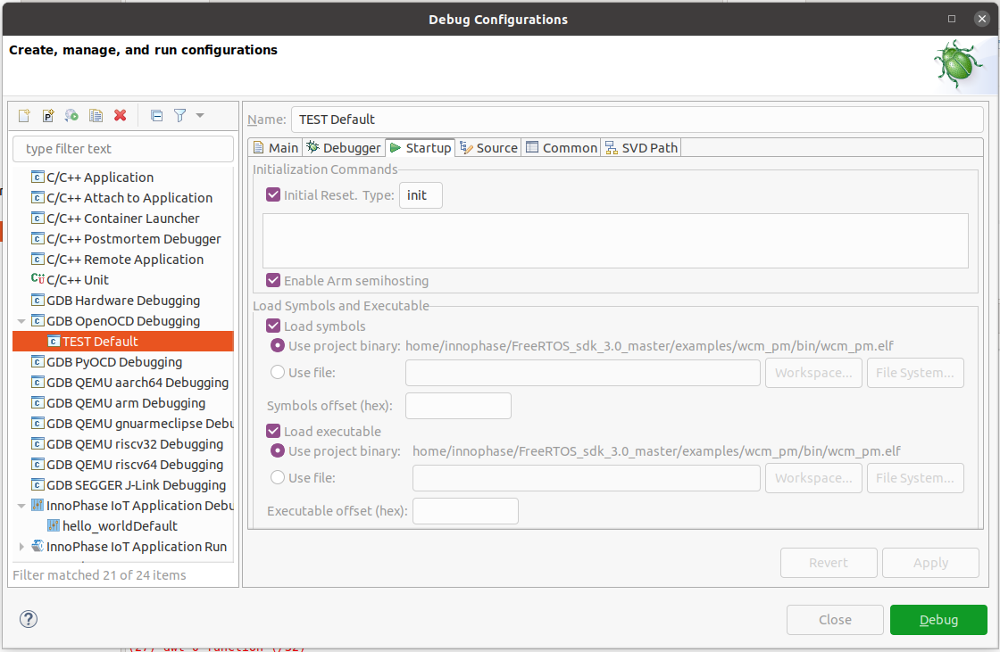 Debug Configurations
Create, manage, and run configurations
type filter text
C/C++ Application
C/C++ Attach to Application
C/C++ Container Launcher
C/C++ Postmortem Debugger
C/C++ Remote Application
C/C++ Unit
GDB Hardware Debugging
GDB OpenOCD Debugging
TEST Default
GDB PyOCD Debugging
GDB QEMU aarch64 Debugging
GDB QEMU arm Debugging
GDB QEMU gnuarmeclipse Debu
GDB QEMU riscv32 Debugging
GDB QEMU riscv64 Debugging
GDB SEGGER J-Link Debugging
InnoPhase IoT Application Debu
hello_worldDefault
InnoPhase IoT Application Run
Filter matched 21 of 24 items
Name: TEST Default
Main Debugger Startup Source Common SVD Path
Initialization Commands
Initial Reset. Type: init
Enable Arm semihosting
Load Symbols and Executable
Load symbols
Use project binary: home/innophase/FreeRTOS_sdk_3.0_master/examples/wcm_pm/bin/wcm_pm.elf
Use file: Workspace... File System...
Symbols offset (hex):
Load executable
Use project binary: home/innophase/FreeRTOS_sdk_3.0_master/examples/wcm_pm/bin/wcm_pm.elf
Use file: Workspace... File System...
Executable offset (hex):
Revert Apply
Close Debug